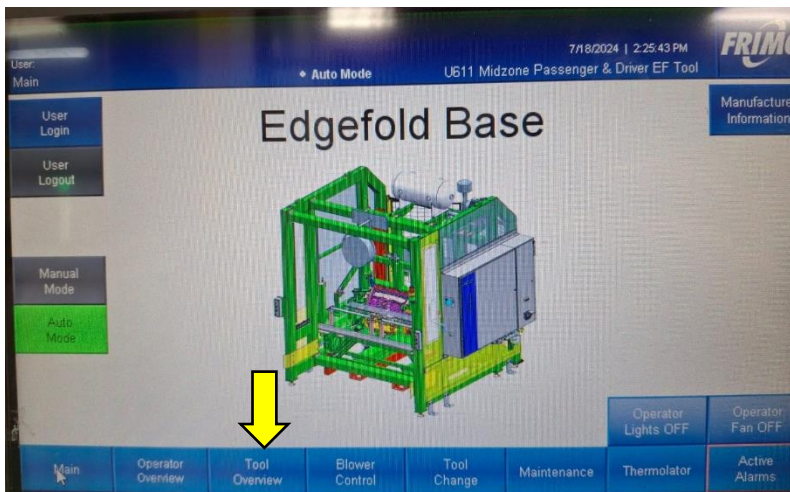 7/18/2024 | 2:25:43 PM
FRIMO
User:
Main
Auto Mode
U611 Midzone Passenger & Driver EF Tool
User
Login
Edgefold Base
Manufacture
Information
User
Logout
Manual
Mode
Auto
Mode
Operator
Lights OFF
Operator
Fan OFF
Main
Operator
Overview
Tool
Overview
Blower
Control
Tool
Change
Maintenance
Thermolator
Active
Alarms